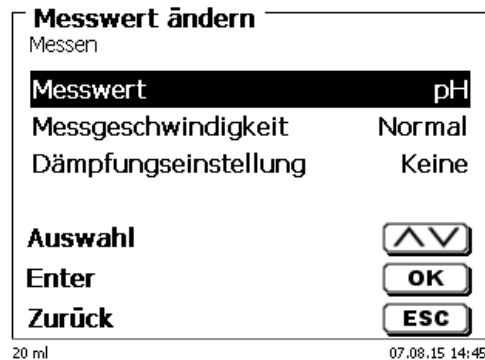 Messwert ändern
Messen
Messwert pH
Messgeschwindigkeit Normal
Dämpfungseinstellung Keine
Auswahl
Enter OK
Zurück ESC
20 ml 07.08.15 14:45